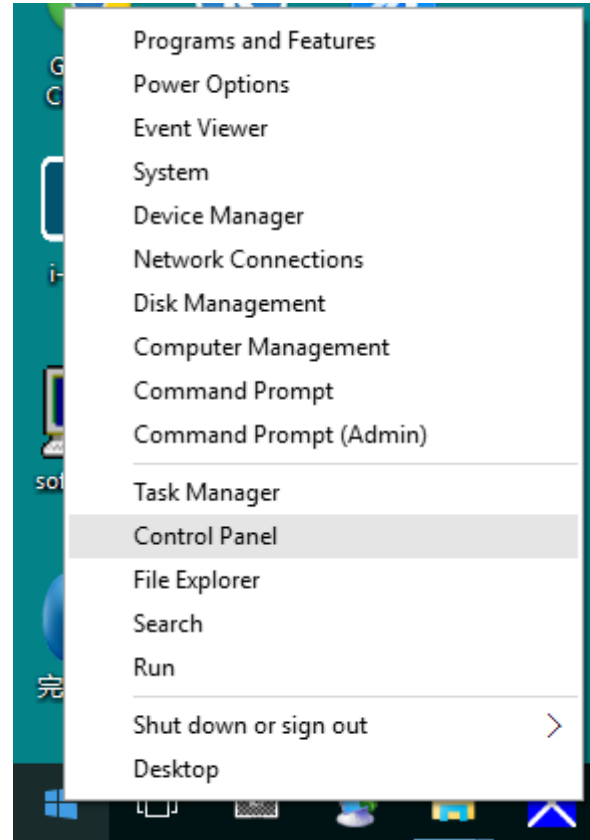 Programs and Features
Power Options
Event Viewer
System
Device Manager
Network Connections
Disk Management
Computer Management
Command Prompt
Command Prompt (Admin)
Task Manager
Control Panel
File Explorer
Search
Run
Shut down or sign out
Desktop